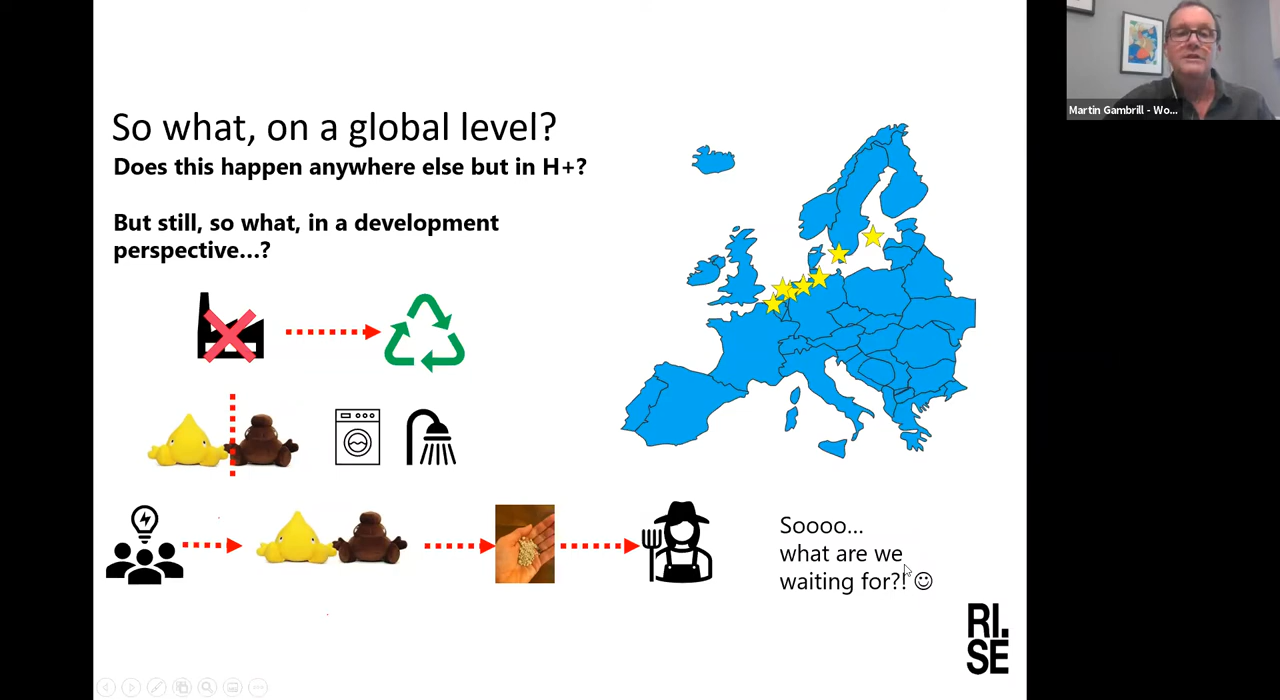 So what, on a global level?
Does this happen anywhere else but in H+?
But still, so what, in a development
perspective...?
Soooo...
what are we
waiting for?! ☺
RI.
SE
Martin Gambrill - Wo...